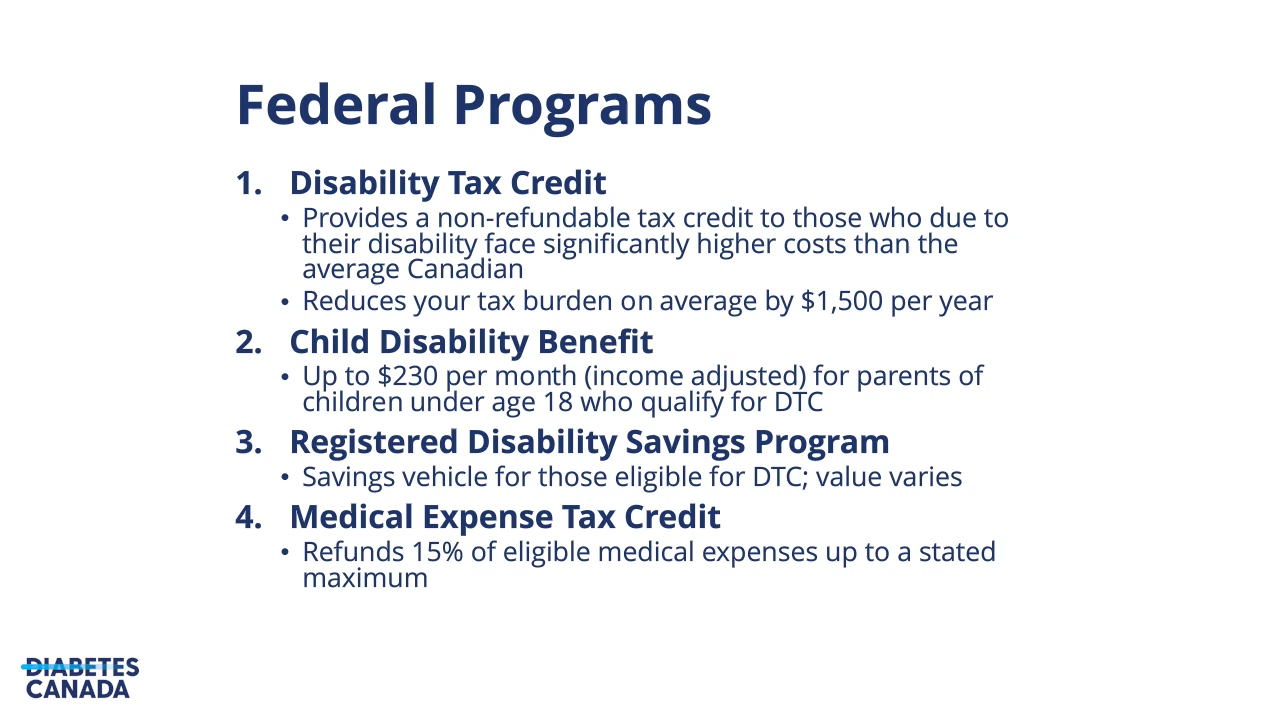 Federal Programs
1. Disability Tax Credit
• Provides a non-refundable tax credit to those who due to
their disability face significantly higher costs than the
average Canadian
• Reduces your tax burden on average by $1,500 per year
2. Child Disability Benefit
• Up to $230 per month (income adjusted) for parents of
children under age 18 who qualify for DTC
3. Registered Disability Savings Program
• Savings vehicle for those eligible for DTC; value varies
4. Medical Expense Tax Credit
• Refunds 15% of eligible medical expenses up to a stated
maximum
DIABETES
CANADA